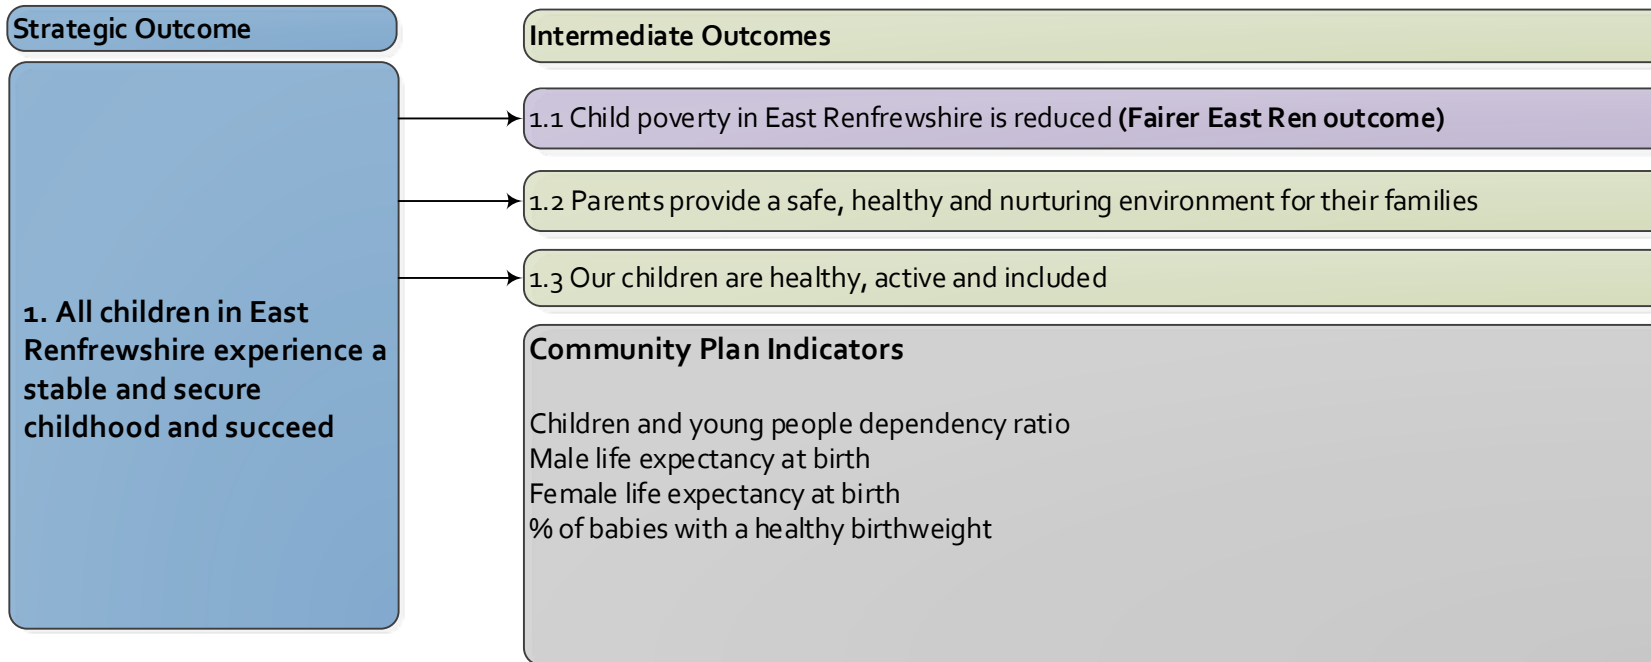 Strategic Outcome
1. All children in East
Renfrewshire experience a
stable and secure
childhood and succeed
Intermediate Outcomes
1.1 Child poverty in East Renfrewshire is reduced (Fairer East Ren outcome)
1.2 Parents provide a safe, healthy and nurturing environment for their families
1.3 Our children are healthy, active and included
Community Plan Indicators
Children and young people dependency ratio
Male life expectancy at birth
Female life expectancy at birth
% of babies with a healthy birthweight